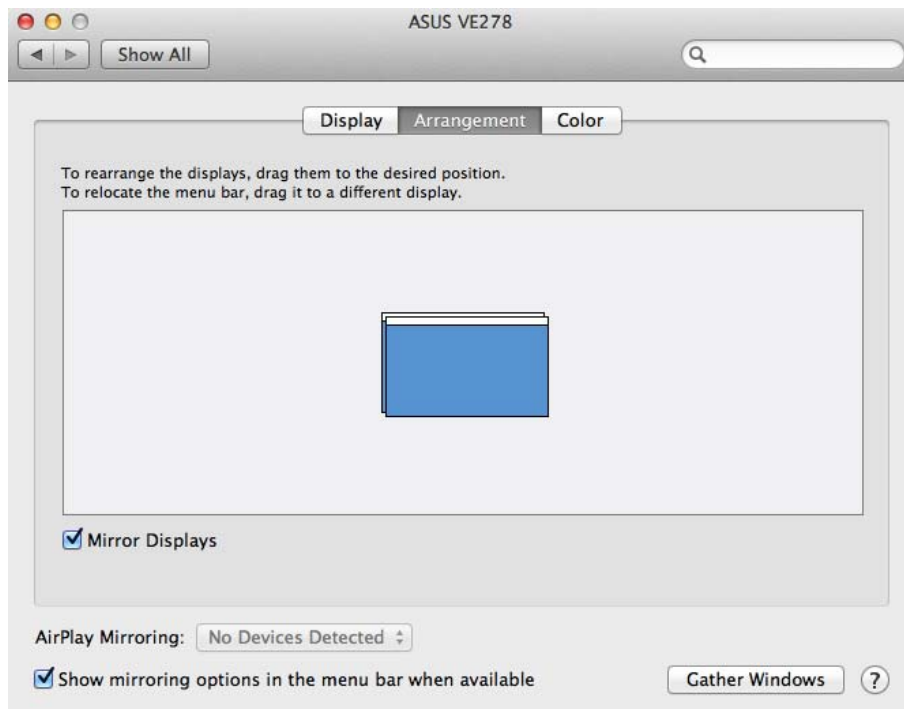 ASUS VE278
Show All
Display Arrangement Color
To rearrange the displays, drag them to the desired position.
To relocate the menu bar, drag it to a different display.
Mirror Displays
AirPlay Mirroring: No Devices Detected
Show mirroring options in the menu bar when available
Gather Windows ?